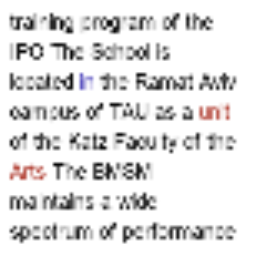 training program of the
IPO The School is
located in the Ramat Aviv
campus of TAU as a unit
of the Katz Faculty of the
Arts The BMSM
maintains a wide
spectrum of performance